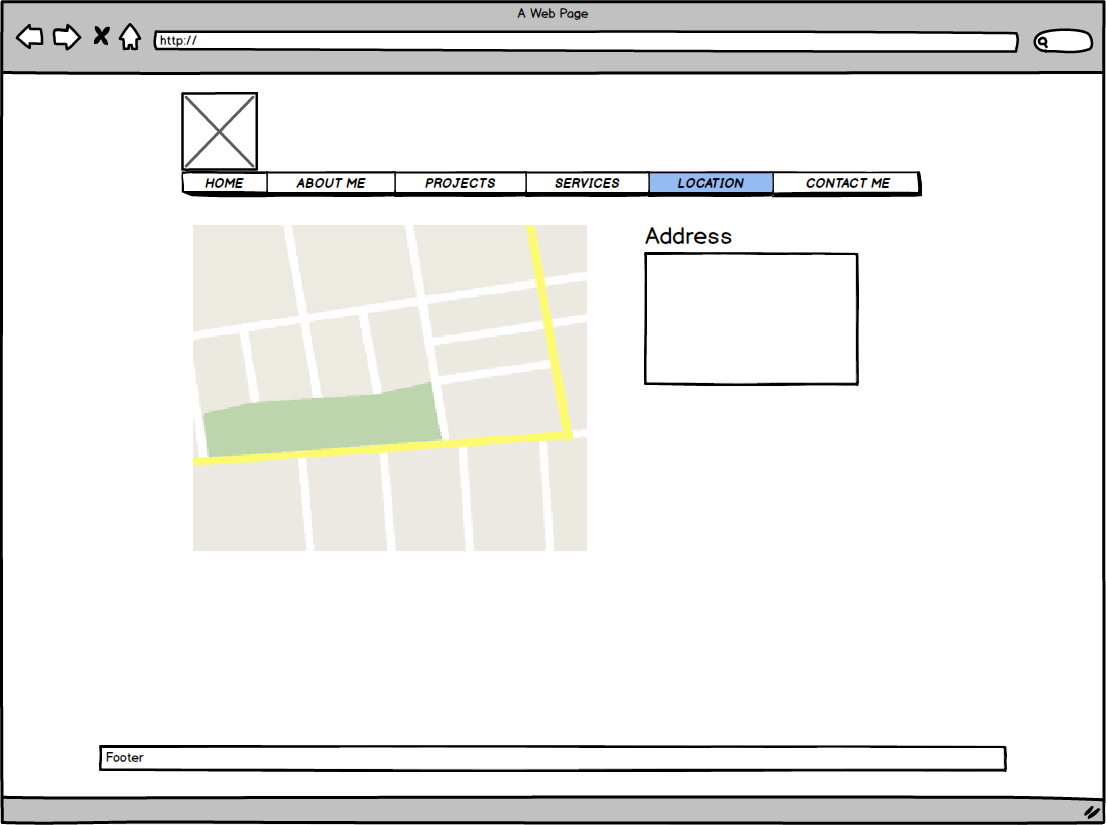 A Web Page
http://
HOME ABOUT ME PROJECTS SERVICES LOCATION CONTACT ME
Address
Footer